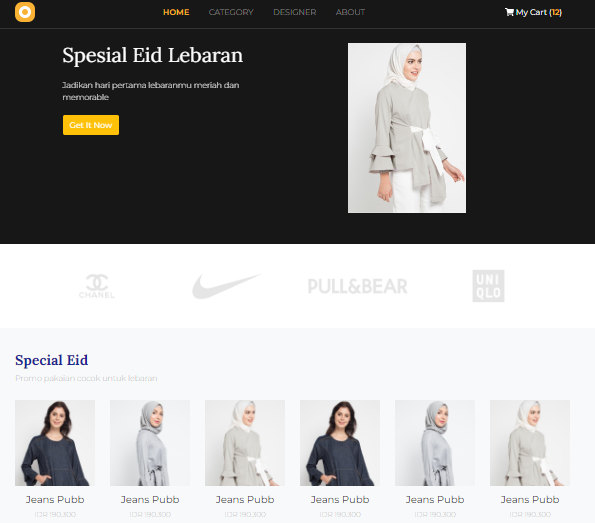 HOME CATEGORY DESIGNER ABOUT My Cart (12)
Spesial Eid Lebaran
Jadikan hari pertama lebaranmu meriah dan
memorable
Get It Now
CHANEL PULL&BEAR UNI
QLO
Special Eid
Promo pakaian cocok untuk lebaran
Jeans Pubb Jeans Pubb Jeans Pubb Jeans Pubb Jeans Pubb Jeans Pubb
IDR 190.300 IDR 190.300 IDR 190.300 IDR 190.300 IDR 190.300 IDR 190.300